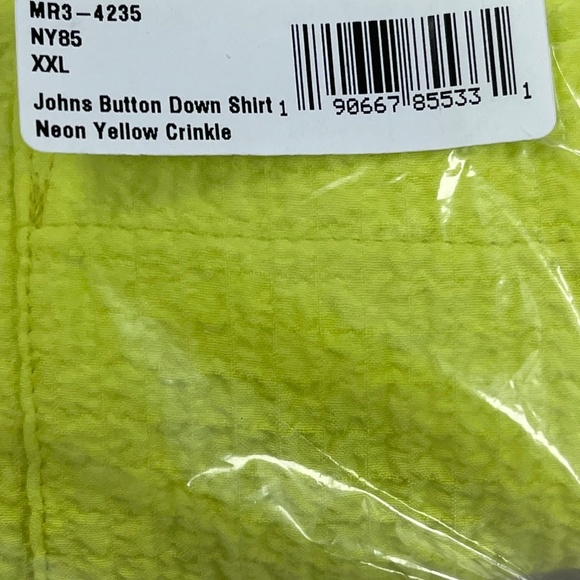 MR3-4235
NY85
XXL
Johns Button Down Shirt
Neon Yellow Crinkle
1 90667 85533 1